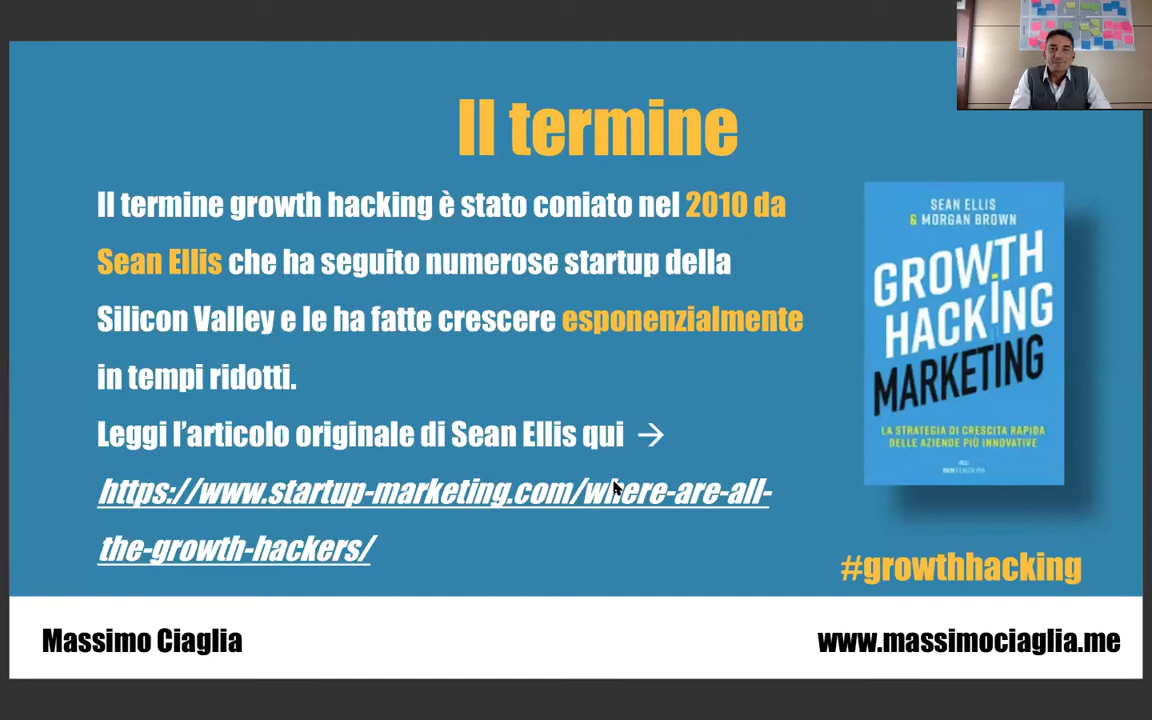 Il termine
Il termine growth hacking è stato coniato nel 2010 da
Sean Ellis che ha seguito numerose startup della
Silicon Valley e le ha fatte crescere esponenzialmente
in tempi ridotti.
Leggi l’articolo originale di Sean Ellis qui →
https://www.startup-marketing.com/where-are-all-
the-growth-hackers/
SEAN ELLIS
& MORGAN BROWN
GROWTH
HACKING
MARKETING
LA STRATEGIA DI CRESCITA RAPIDA
DELLE AZIENDE PIÙ INNOVATIVE
#growthhacking
Massimo Ciaglia
www.massimociaglia.me